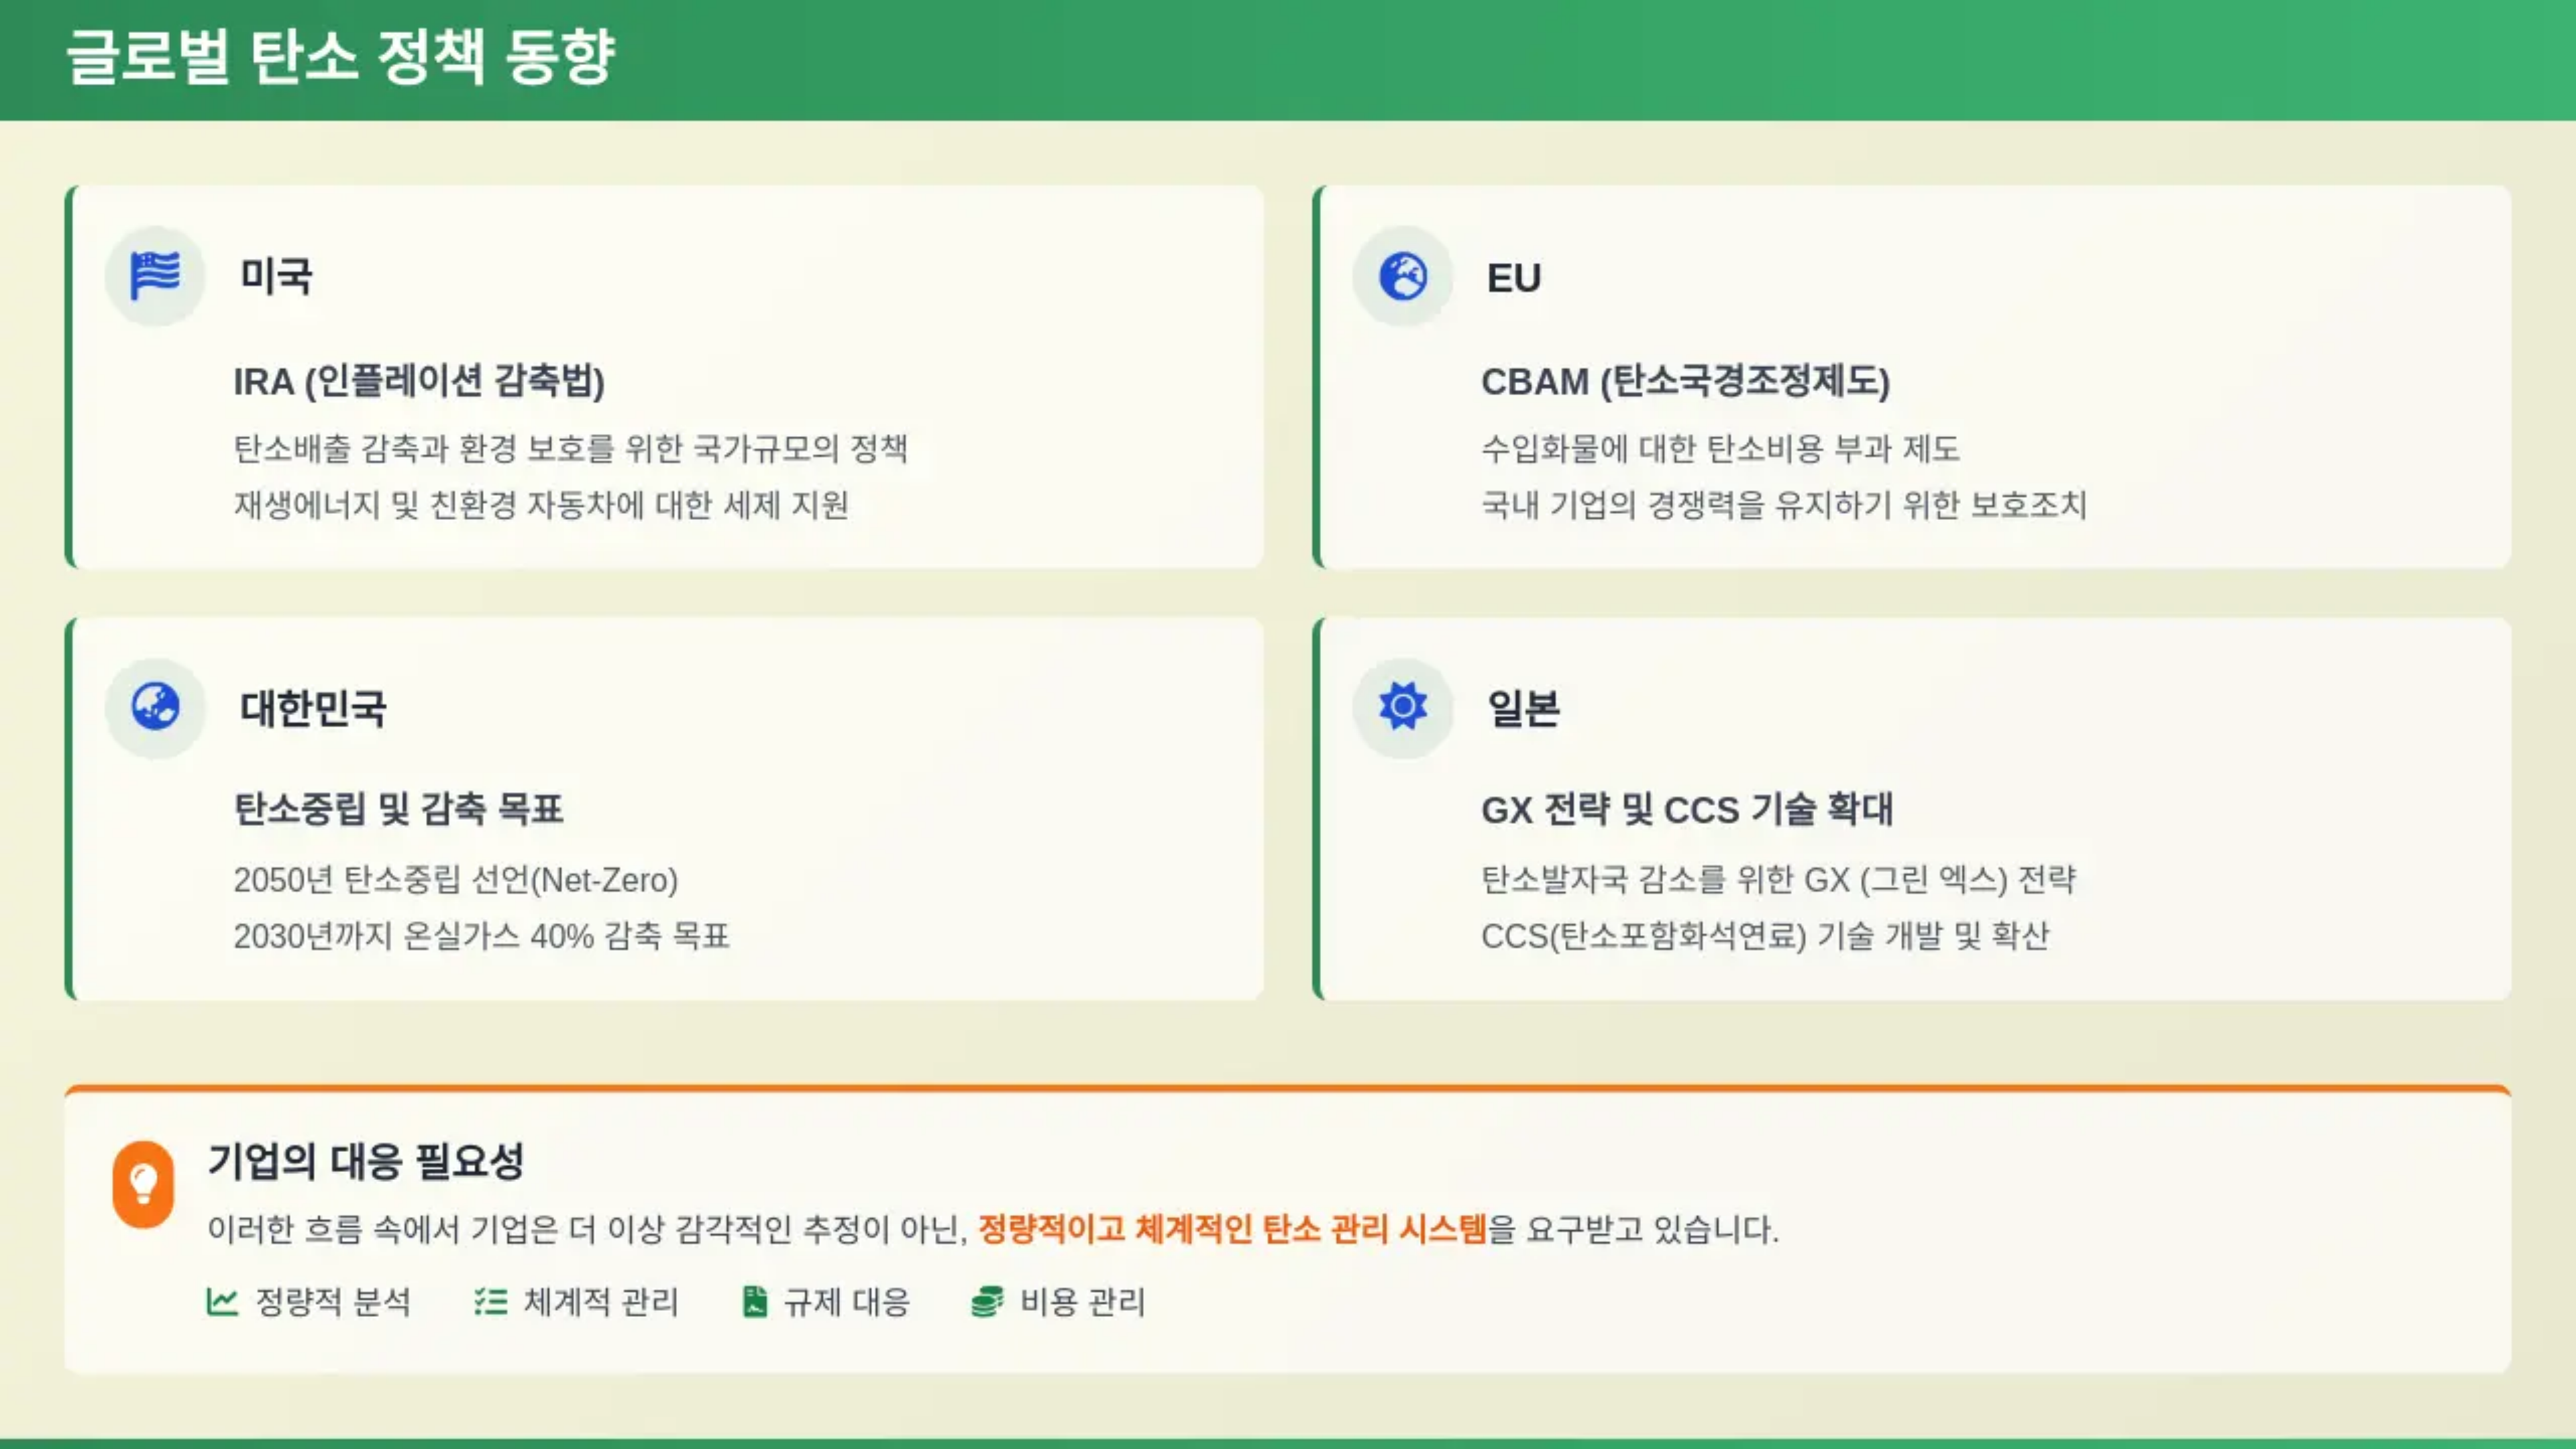 글로벌 탄소 정책 동향
미국
IRA (인플레이션 감축법)
탄소배출 감축과 환경 보호를 위한 국가규모의 정책
재생에너지 및 친환경 자동차에 대한 세제 지원
EU
CBAM (탄소국경조정제도)
수입화물에 대한 탄소비용 부과 제도
국내 기업의 경쟁력을 유지하기 위한 보호조치
대한민국
탄소중립 및 감축 목표
2050년 탄소중립 선언(Net-Zero)
2030년까지 온실가스 40% 감축 목표
일본
GX 전략 및 CCS 기술 확대
탄소발자국 감소를 위한 GX (그린 엑스) 전략
CCS(탄소포함화석연료) 기술 개발 및 확산
기업의 대응 필요성
이러한 흐름 속에서 기업은 더 이상 감각적인 추정이 아닌, 정량적이고 체계적인 탄소 관리 시스템을 요구받고 있습니다.
정량적 분석 체계적 관리 규제 대응 비용 관리